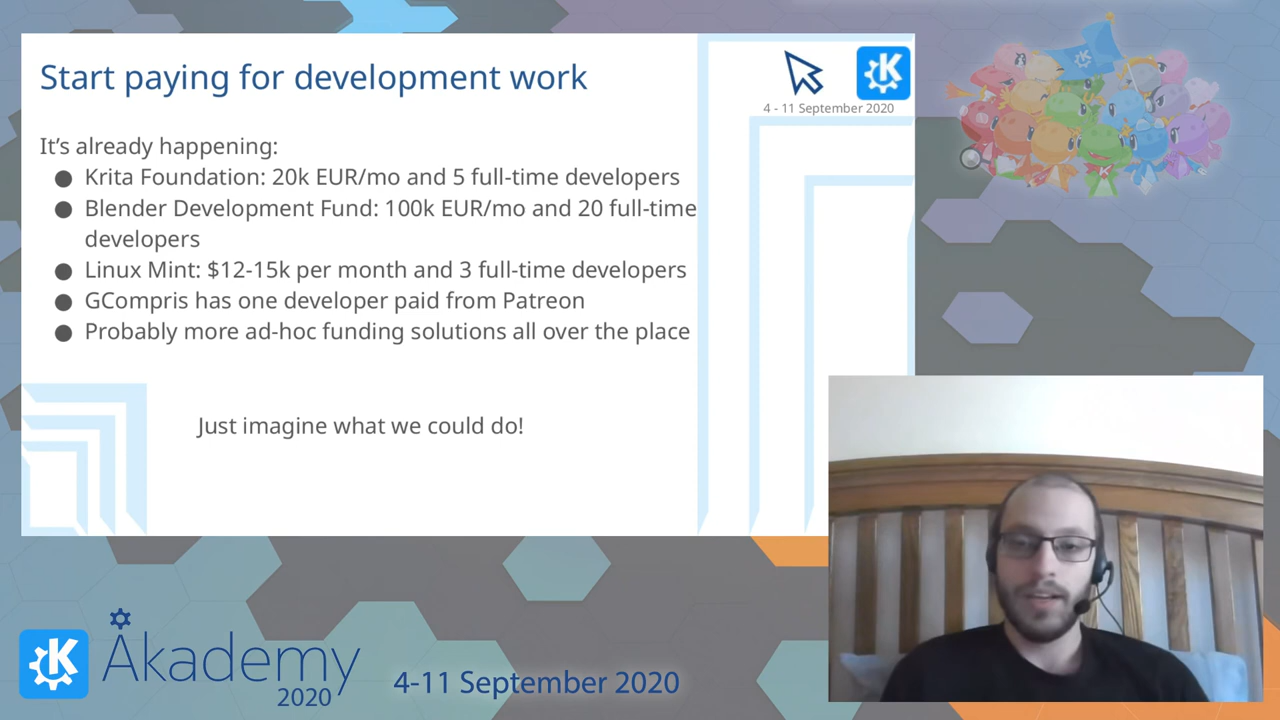 Start paying for development work
4 - 11 September 2020
It's already happening:
● Krita Foundation: 20k EUR/mo and 5 full-time developers
● Blender Development Fund: 100k EUR/mo and 20 full-time
developers
● Linux Mint: $12-15k per month and 3 full-time developers
● GCompris has one developer paid from Patreon
● Probably more ad-hoc funding solutions all over the place
Just imagine what we could do!
Akademy
2020
4-11 September 2020